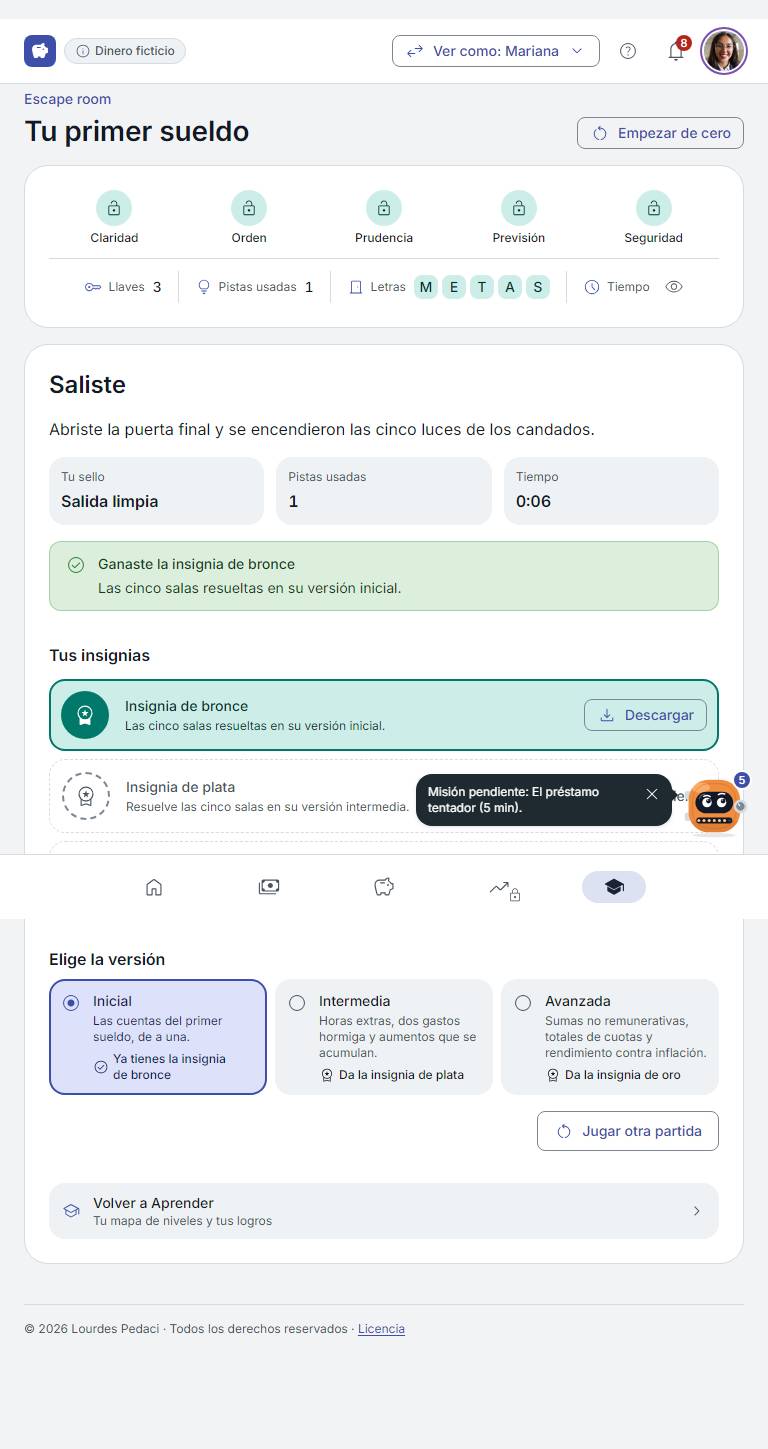 Dinero ficticio
Ver como: Mariana
8
Escape room
Tu primer sueldo
Empezar de cero
Claridad
Orden
Prudencia
Previsión
Seguridad
Llaves 3
Pistas usadas 1
Letras M E T A S
Tiempo
Saliste
Abriste la puerta final y se encendieron las cinco luces de los candados.
Tu sello
Salida limpia
Pistas usadas
1
Tiempo
0:06
Ganaste la insignia de bronce
Las cinco salas resueltas en su versión inicial.
Tus insignias
Insignia de bronce
Las cinco salas resueltas en su versión inicial.
Descargar
Insignia de plata
Resuelve las cinco salas en su versión intermedia.
Misión pendiente: El préstamo
tentador (5 min).
5
Elige la versión
Inicial
Las cuentas del primer
sueldo, de a una.
Ya tienes la insignia
de bronce
Intermedia
Horas extras, dos gastos
hormiga y aumentos que se
acumulan.
Da la insignia de plata
Avanzada
Sumas no remunerativas,
totales de cuotas y
rendimiento contra inflación.
Da la insignia de oro
Jugar otra partida
Volver a Aprender
Tu mapa de niveles y tus logros
© 2026 Lourdes Pedaci · Todos los derechos reservados · Licencia